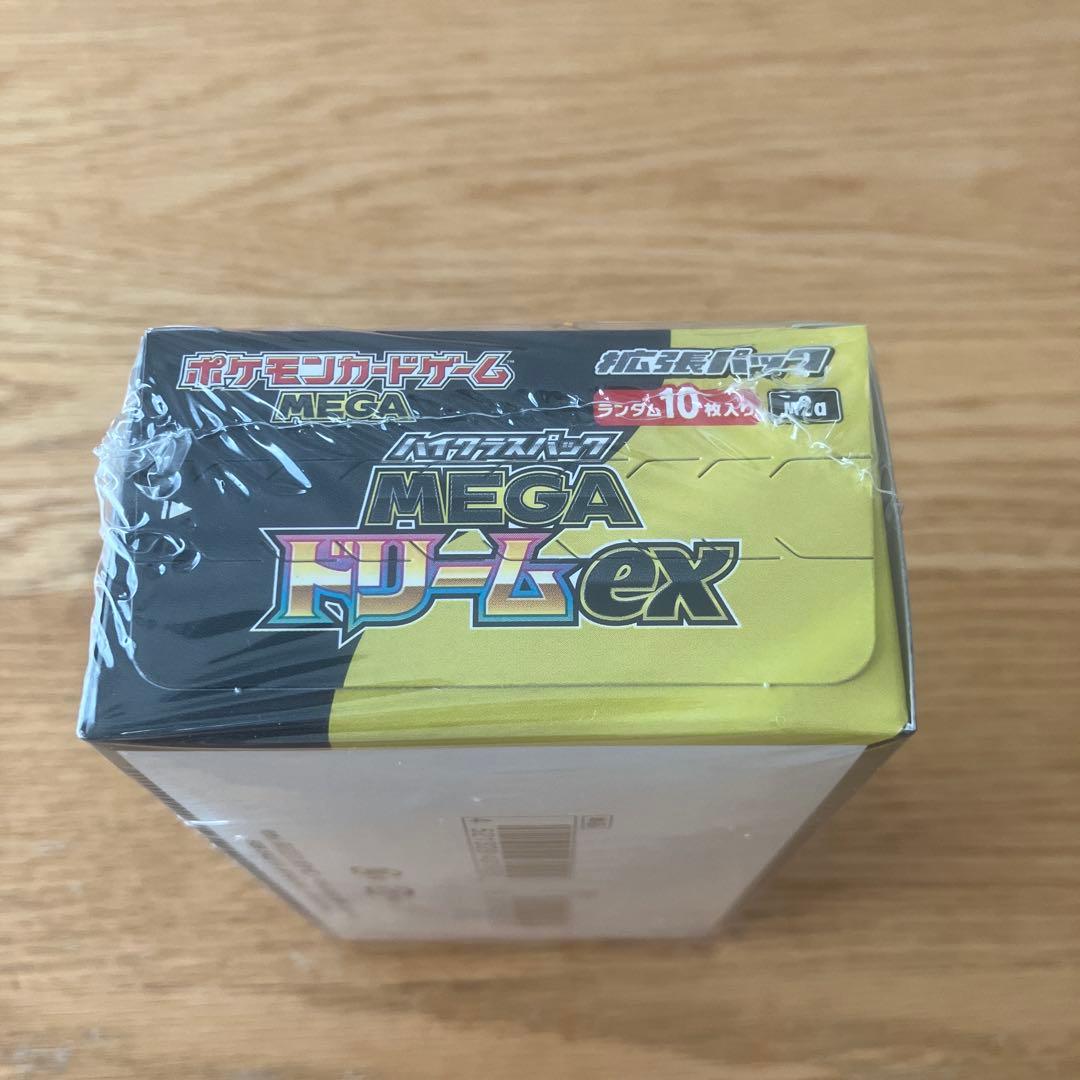 ポケモンカードゲーム™
MEGA
拡張パック
ランダム10枚入り M2a
ハイクラスパック
MEGA
ドリームex